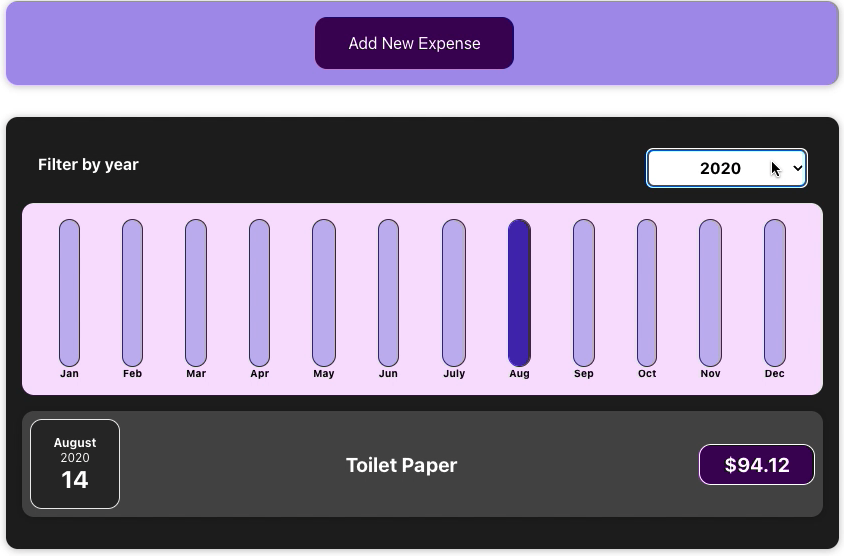 Add New Expense
Filter by year
2020
Jan Feb Mar Apr May Jun July Aug Sep Oct Nov Dec
August
2020
14
Toilet Paper
$94.12